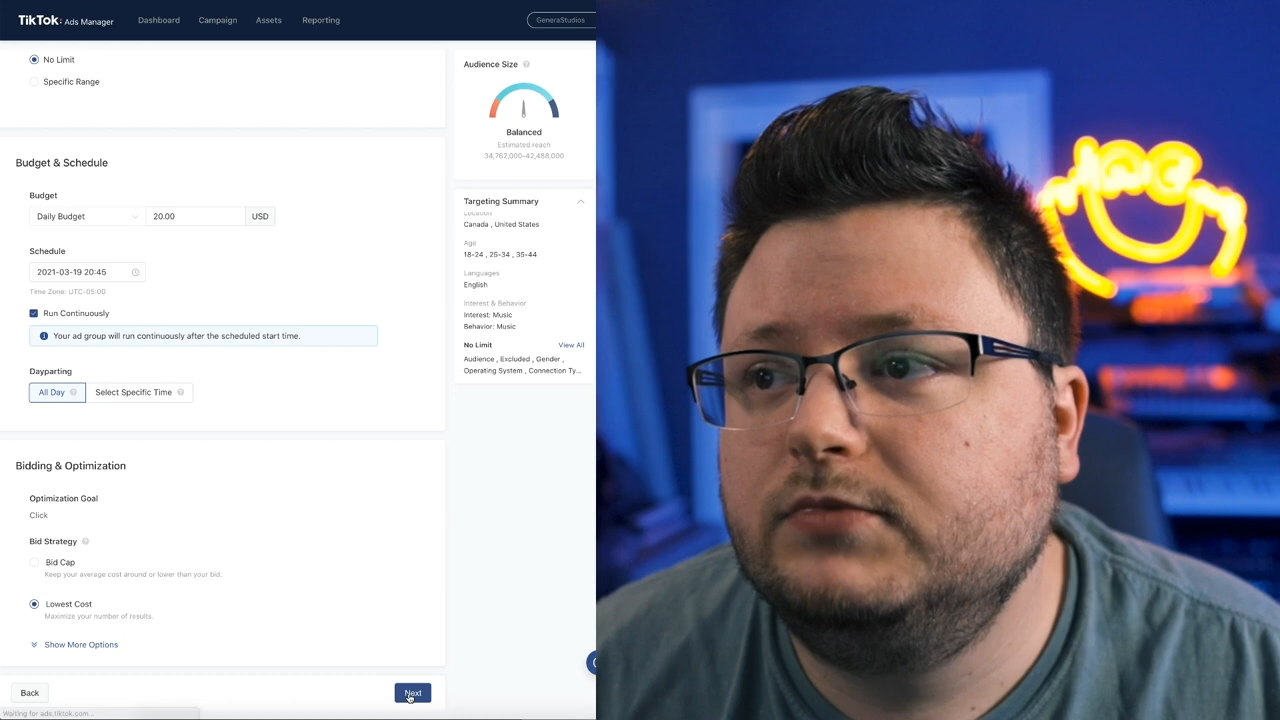 TikTok: Ads Manager
Dashboard
Campaign
Assets
Reporting
GeneraStudios
No Limit
Specific Range
Budget & Schedule
Budget
Daily Budget
20.00
USD
Schedule
2021-03-19 20:45
Time Zone: UTC-05:00
Run Continuously
Your ad group will run continuously after the scheduled start time.
Dayparting
All Day
Select Specific Time
Bidding & Optimization
Optimization Goal
Click
Bid Strategy
Bid Cap
Keep your average cost around or lower than your bid.
Lowest Cost
Maximize your number of results.
Show More Options
Back
Next
Waiting for ads.tiktok.com...
Audience Size
Balanced
Estimated reach
34,762,000-42,488,000
Targeting Summary
Location
Canada , United States
Age
18-24 , 25-34 , 35-44
Languages
English
Interest & Behavior
Interest: Music
Behavior: Music
No Limit
View All
Audience , Excluded , Gender ,
Operating System , Connection Ty...